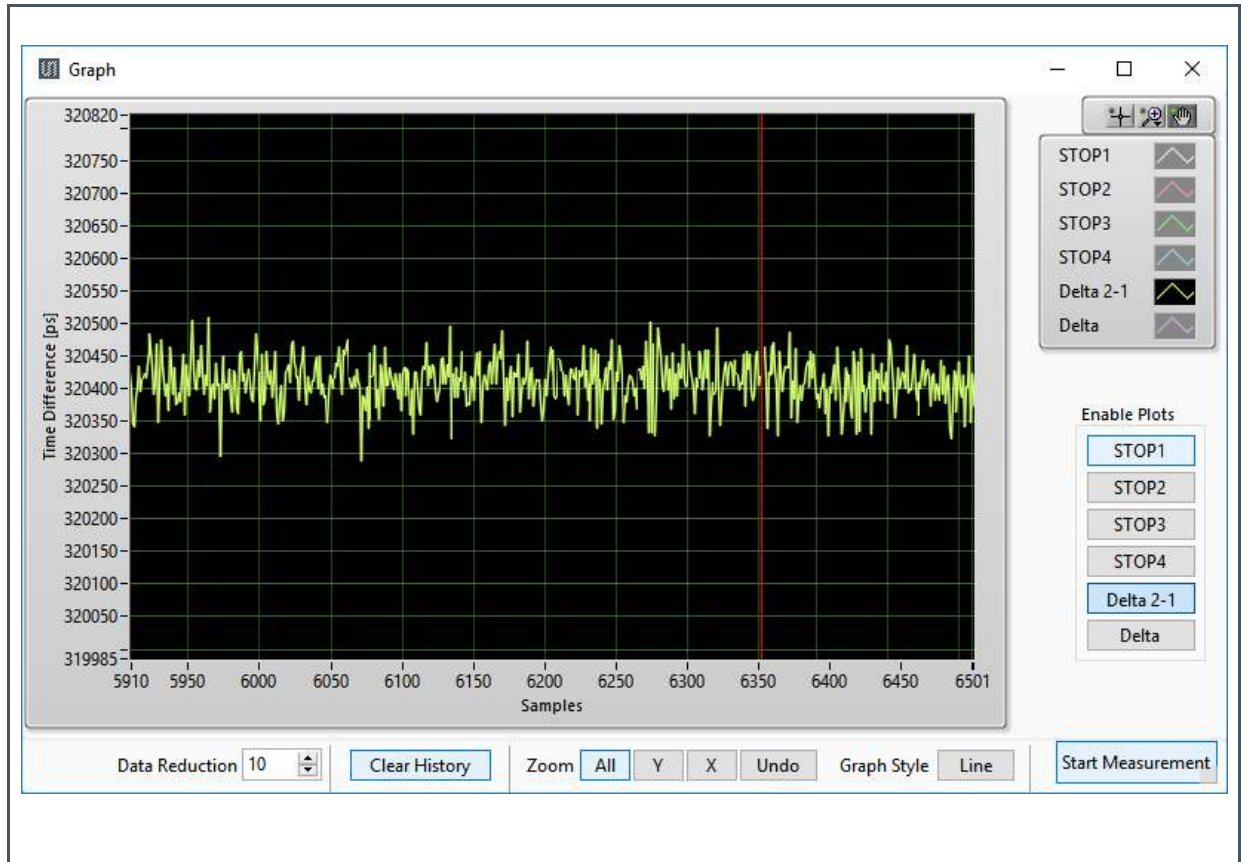 Graph
320820
320750
320700
320650
320600
320550
320500
320450
320400
320350
320300
320250
320200
320150
320100
320050
319985
Time Difference [ps]
5910 5950 6000 6050 6100 6150 6200 6250 6300 6350 6400 6450 6501
Samples
STOP1
STOP2
STOP3
STOP4
Delta 2-1
Delta
Enable Plots
STOP1
STOP2
STOP3
STOP4
Delta 2-1
Delta
Data Reduction 10 Clear History Zoom All Y X Undo Graph Style Line Start Measurement